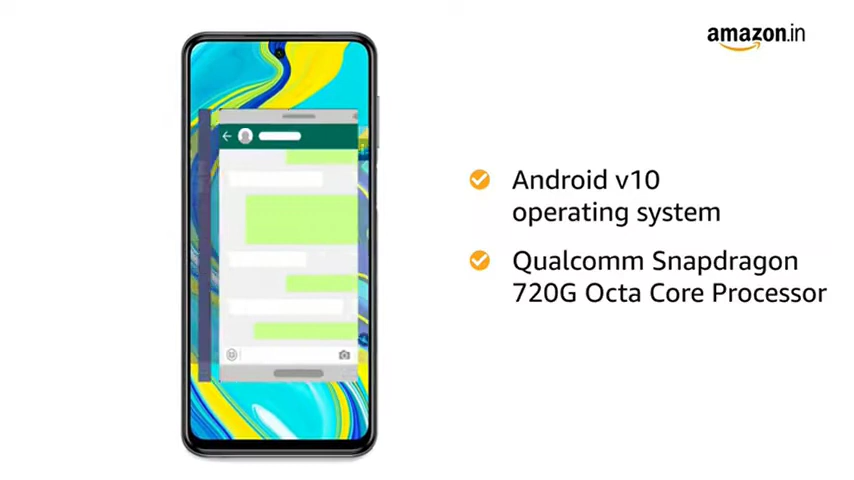 amazon.in
Android v10
operating system
Qualcomm Snapdragon
720G Octa Core Processor